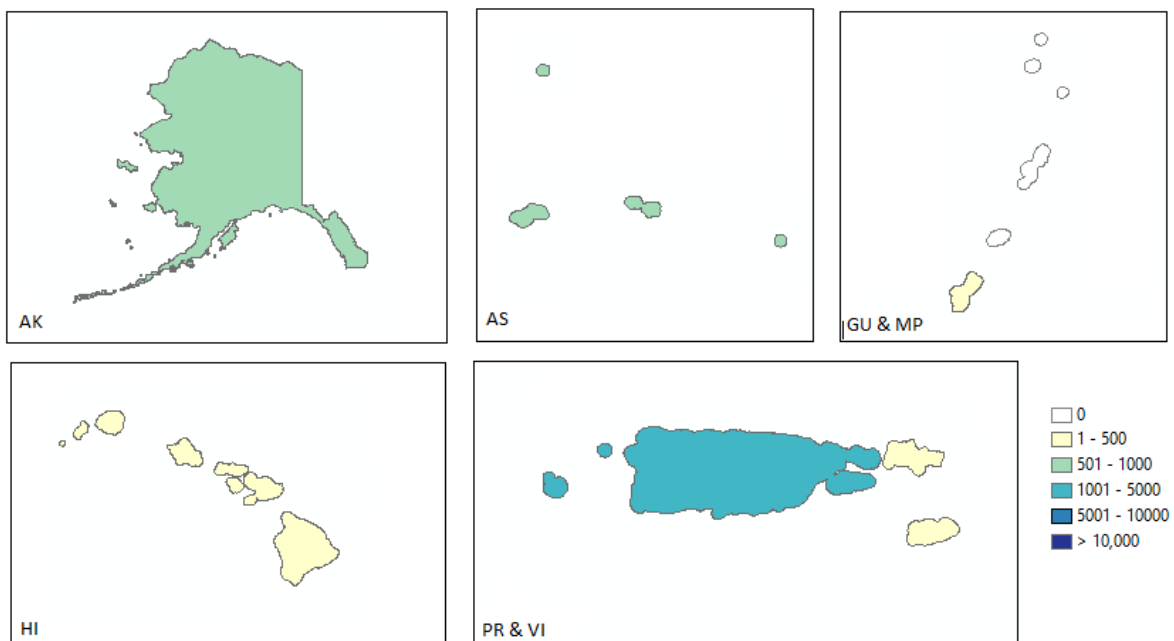 AK
AS
GU & MP
HI
PR & VI
0
1 - 500
501 - 1000
1001 - 5000
5001 - 10000
> 10,000